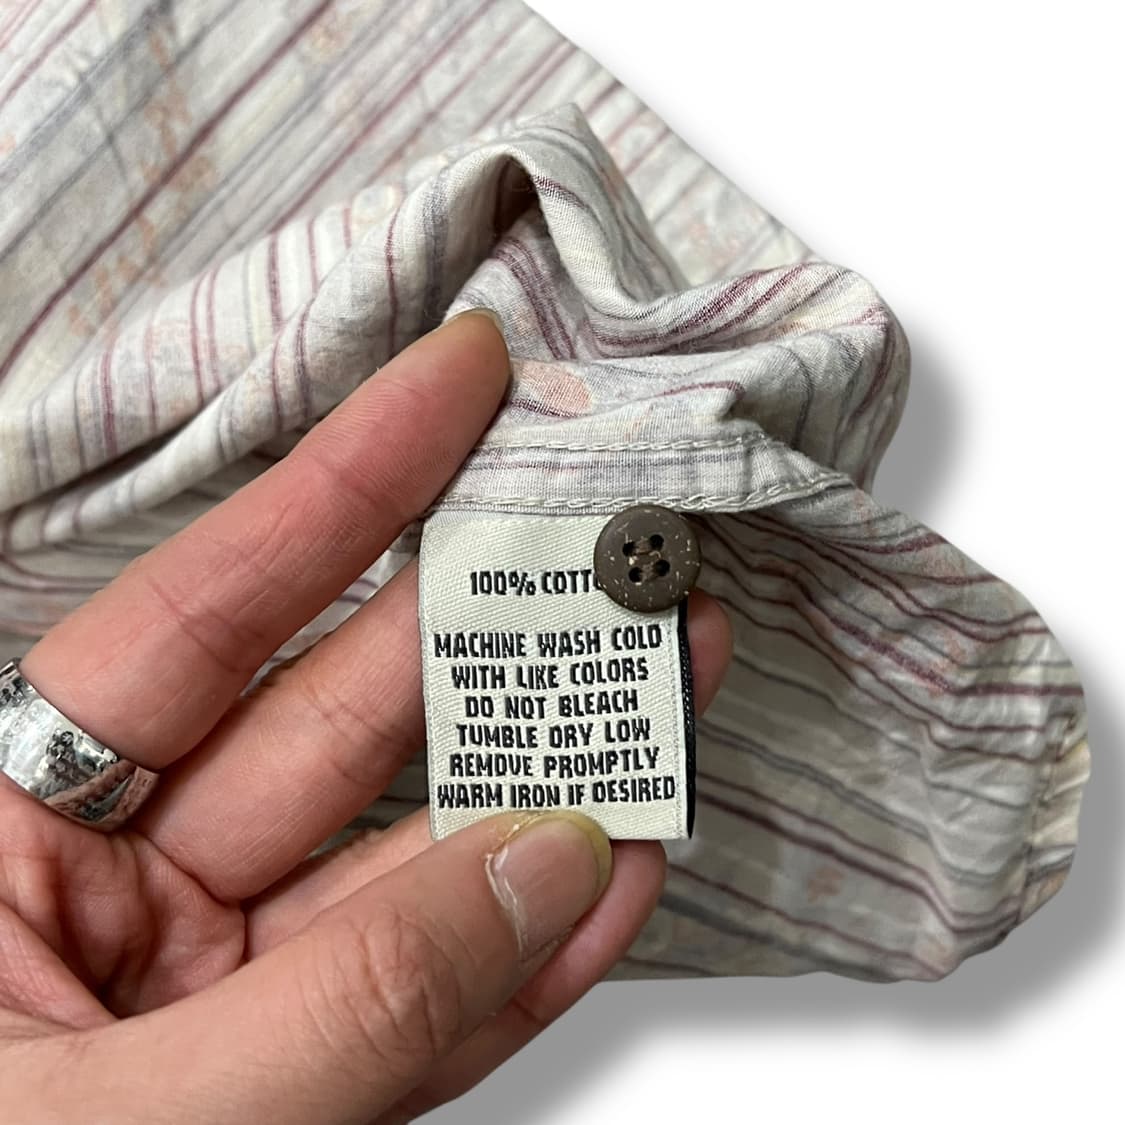 100% COTT
MACHINE WASH COLD
WITH LIKE COLORS
DO NOT BLEACH
TUMBLE DRY LOW
REMOVE PROMPTLY
WARM IRON IF DESIRED